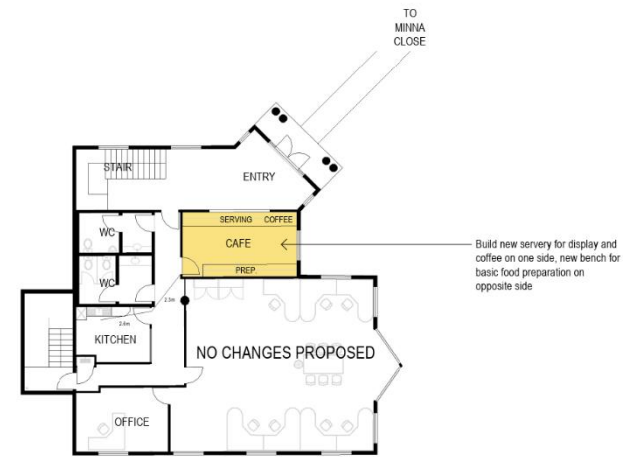 TO
MINNA
CLOSE
STAIR
ENTRY
SERVING COFFEE
WC
CAFE
Build new servery for display and
coffee on one side, new bench for
basic food preparation on
opposite side
PREP.
WC
2.3m
2.6m
KITCHEN
NO CHANGES PROPOSED
OFFICE